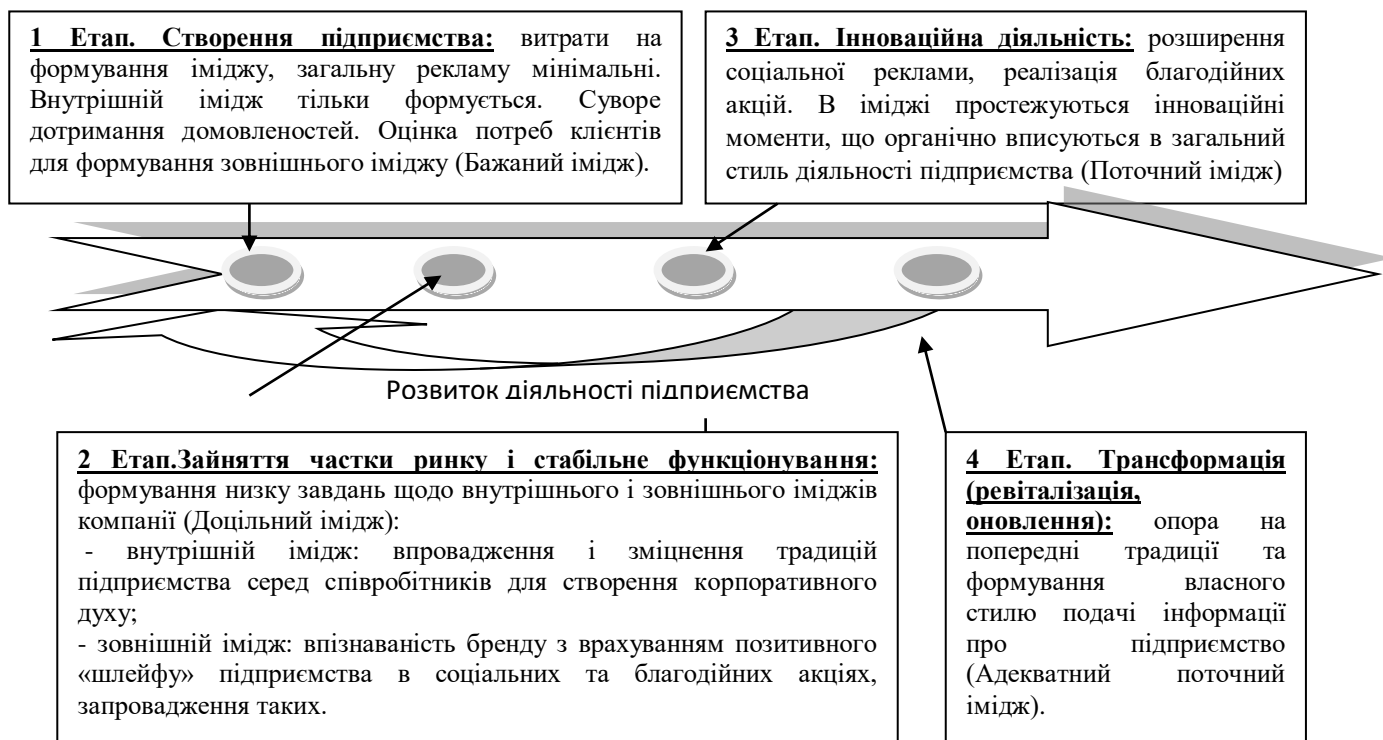 1 Етап. Створення підприємства: витрати на
формування іміджу, загальну рекламу мінімальні.
Внутрішній імідж тільки формується. Суворе
дотримання домовленостей. Оцінка потреб клієнтів
для формування зовнішнього іміджу (Бажаний імідж).
3 Етап. Інноваційна діяльність: розширення
соціальної реклами, реалізація благодійних
акцій. В іміджі простежуються інноваційні
моменти, що органічно вписуються в загальний
стиль діяльності підприємства (Поточний імідж)
Розвиток діяльності підприємства
2 Етап.Зайняття частки ринку і стабільне функціонування:
формування низку завдань щодо внутрішнього і зовнішнього іміджів
компанії (Доцільний імідж):
- внутрішній імідж: впровадження і зміцнення традицій
підприємства серед співробітників для створення корпоративного
духу;
- зовнішній імідж: впізнаваність бренду з врахуванням позитивного
«шлейфу» підприємства в соціальних та благодійних акціях,
запровадження таких.
4 Етап. Трансформація
(ревіталізація,
оновлення): опора на
попередні традиції та
формування власного
стилю подачі інформації
про підприємство
(Адекватний поточний
імідж).